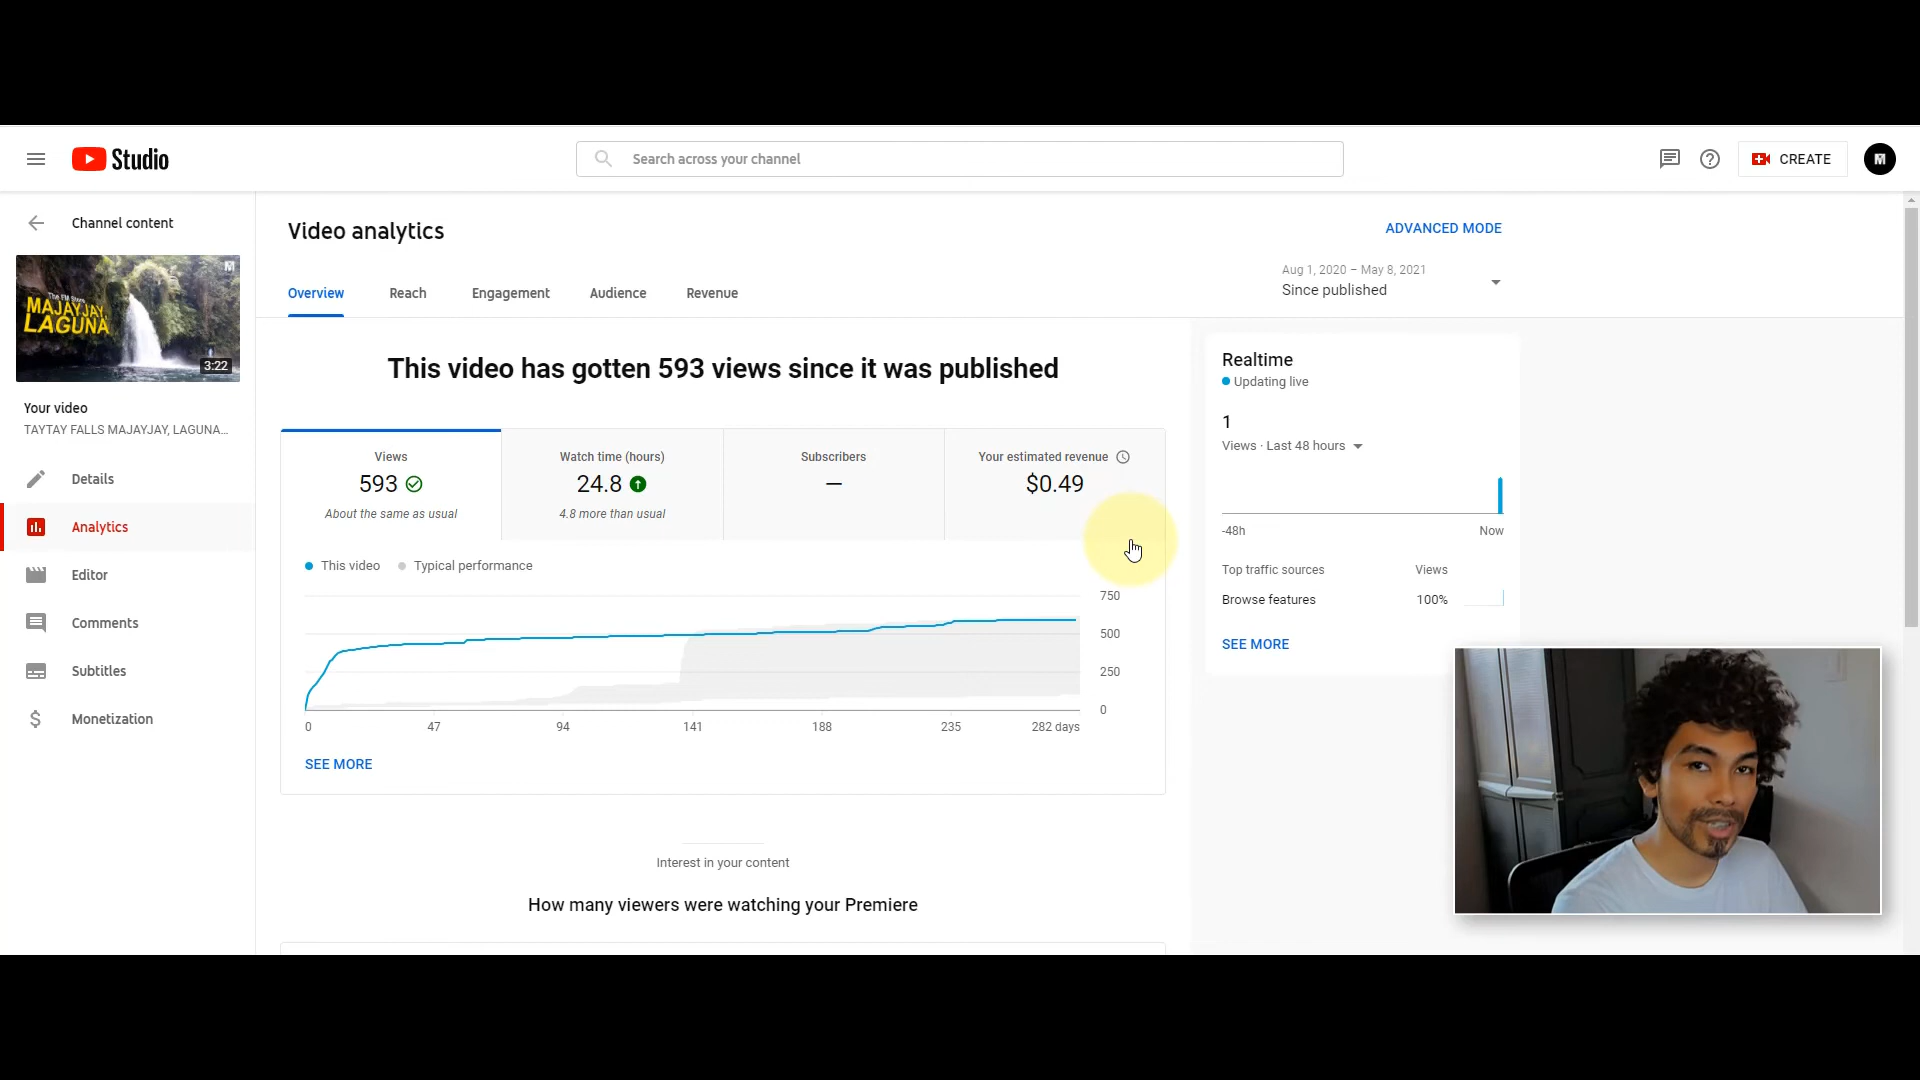 Studio
Search across your channel
CREATE
M
Channel content
Video analytics
ADVANCED MODE
Aug 1, 2020 – May 8, 2021
Since published
Overview
Reach
Engagement
Audience
Revenue
M
The FM Story
MAJAYJAY,
LAGUNA
3:22
Your video
TAYTAY FALLS MAJAYJAY, LAGUNA...
Details
Analytics
Editor
Comments
Subtitles
Monetization
This video has gotten 593 views since it was published
Views
593
About the same as usual
Watch time (hours)
24.8
4.8 more than usual
Subscribers
—
Your estimated revenue
$0.49
This video
Typical performance
750
500
250
0
0 47 94 141 188 235 282 days
SEE MORE
Interest in your content
How many viewers were watching your Premiere
Realtime
Updating live
1
Views · Last 48 hours
-48h
Now
Top traffic sources
Views
Browse features
100%
SEE MORE